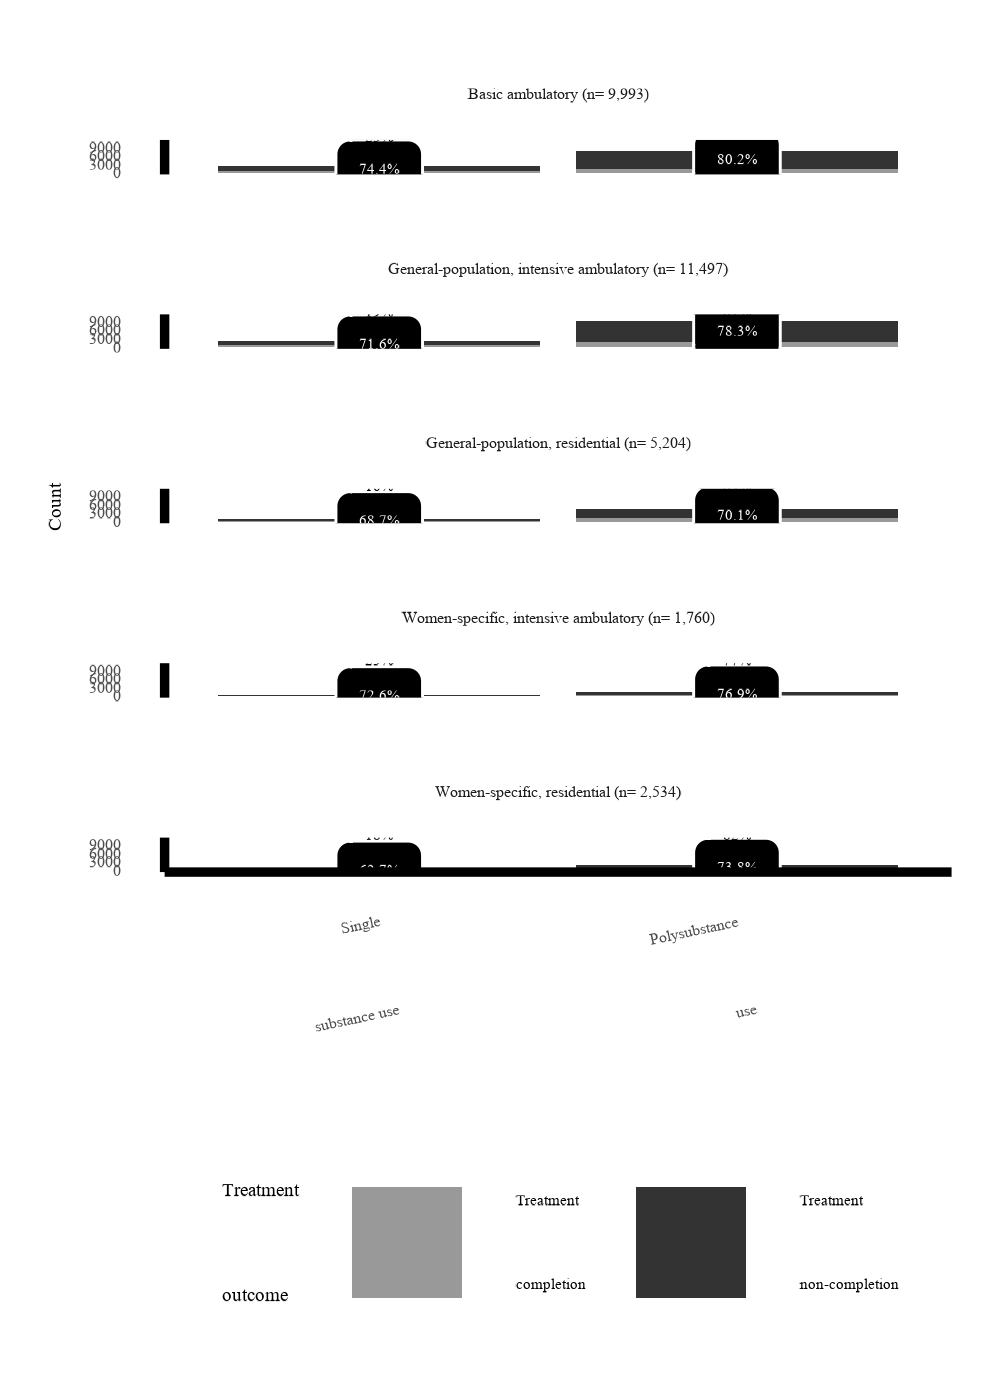 Basic ambulatory (n= 9,993)
9000
6000
3000
0
74.4%
80.2%
General-population, intensive ambulatory (n= 11,497)
9000
6000
3000
0
71.6%
78.3%
General-population, residential (n= 5,204)
9000
6000
3000
0
68.7%
70.1%
Count
Women-specific, intensive ambulatory (n= 1,760)
9000
6000
3000
0
72.6%
76.9%
Women-specific, residential (n= 2,534)
9000
6000
3000
0
73.8%
Single
substance use
Polysubstance
use
Treatment
outcome
Treatment
completion
Treatment
non-completion